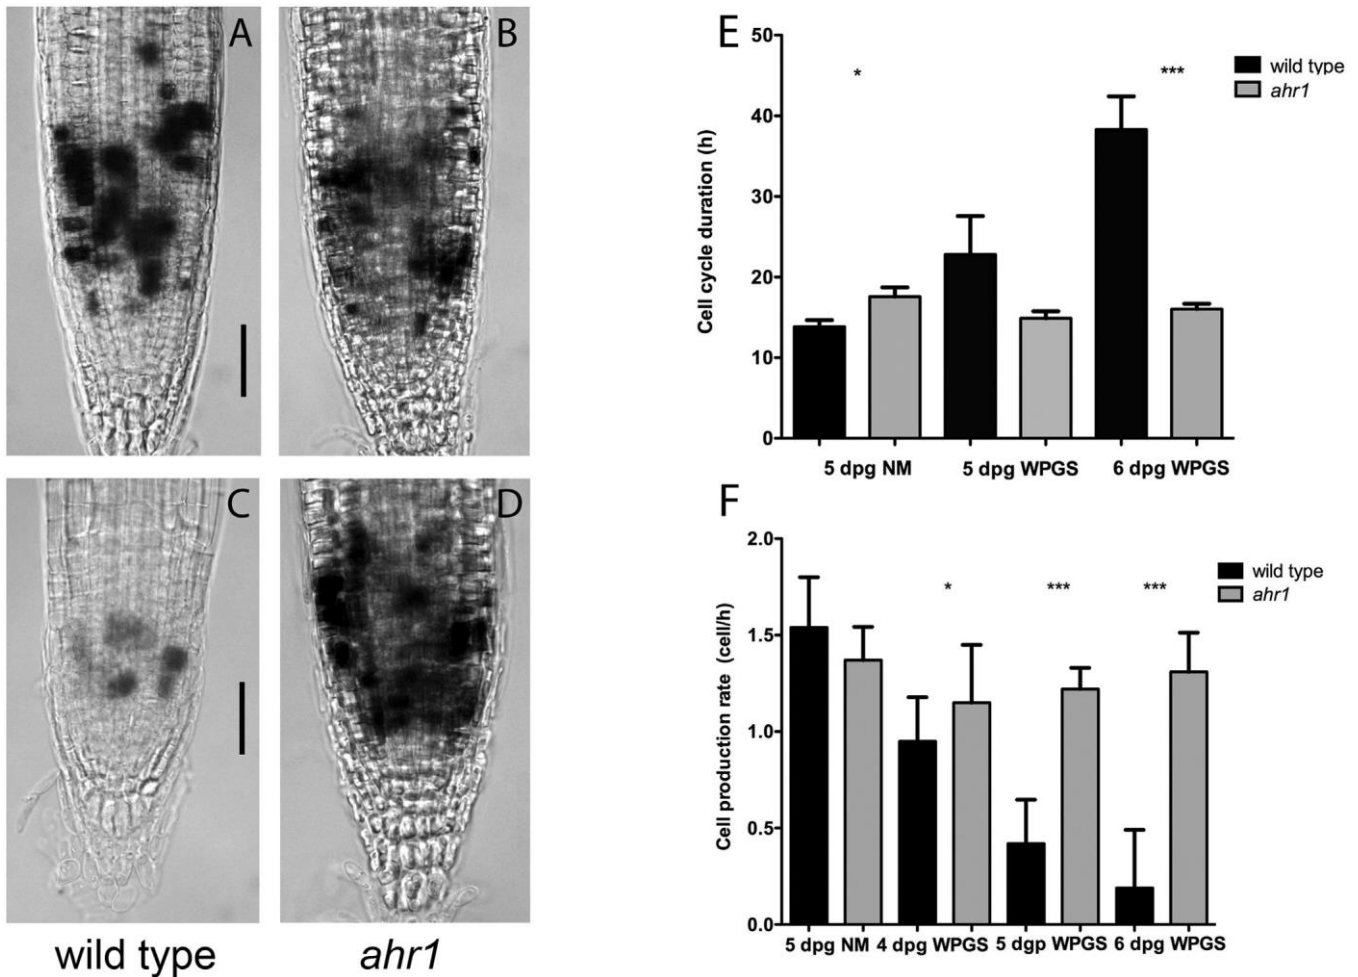 A
B
C
D
wild type ahr1
E
50
40
30
20
10
0
Cell cycle duration (h)
*
***
wild type
ahr1
5 dpg NM 5 dpg WPGS 6 dpg WPGS
F
2.0
1.5
1.0
0.5
0.0
Cell production rate (cell/h)
*
***
***
wild type
ahr1
5 dpg NM 4 dpg WPGS 5 dgp WPGS 6 dpg WPGS